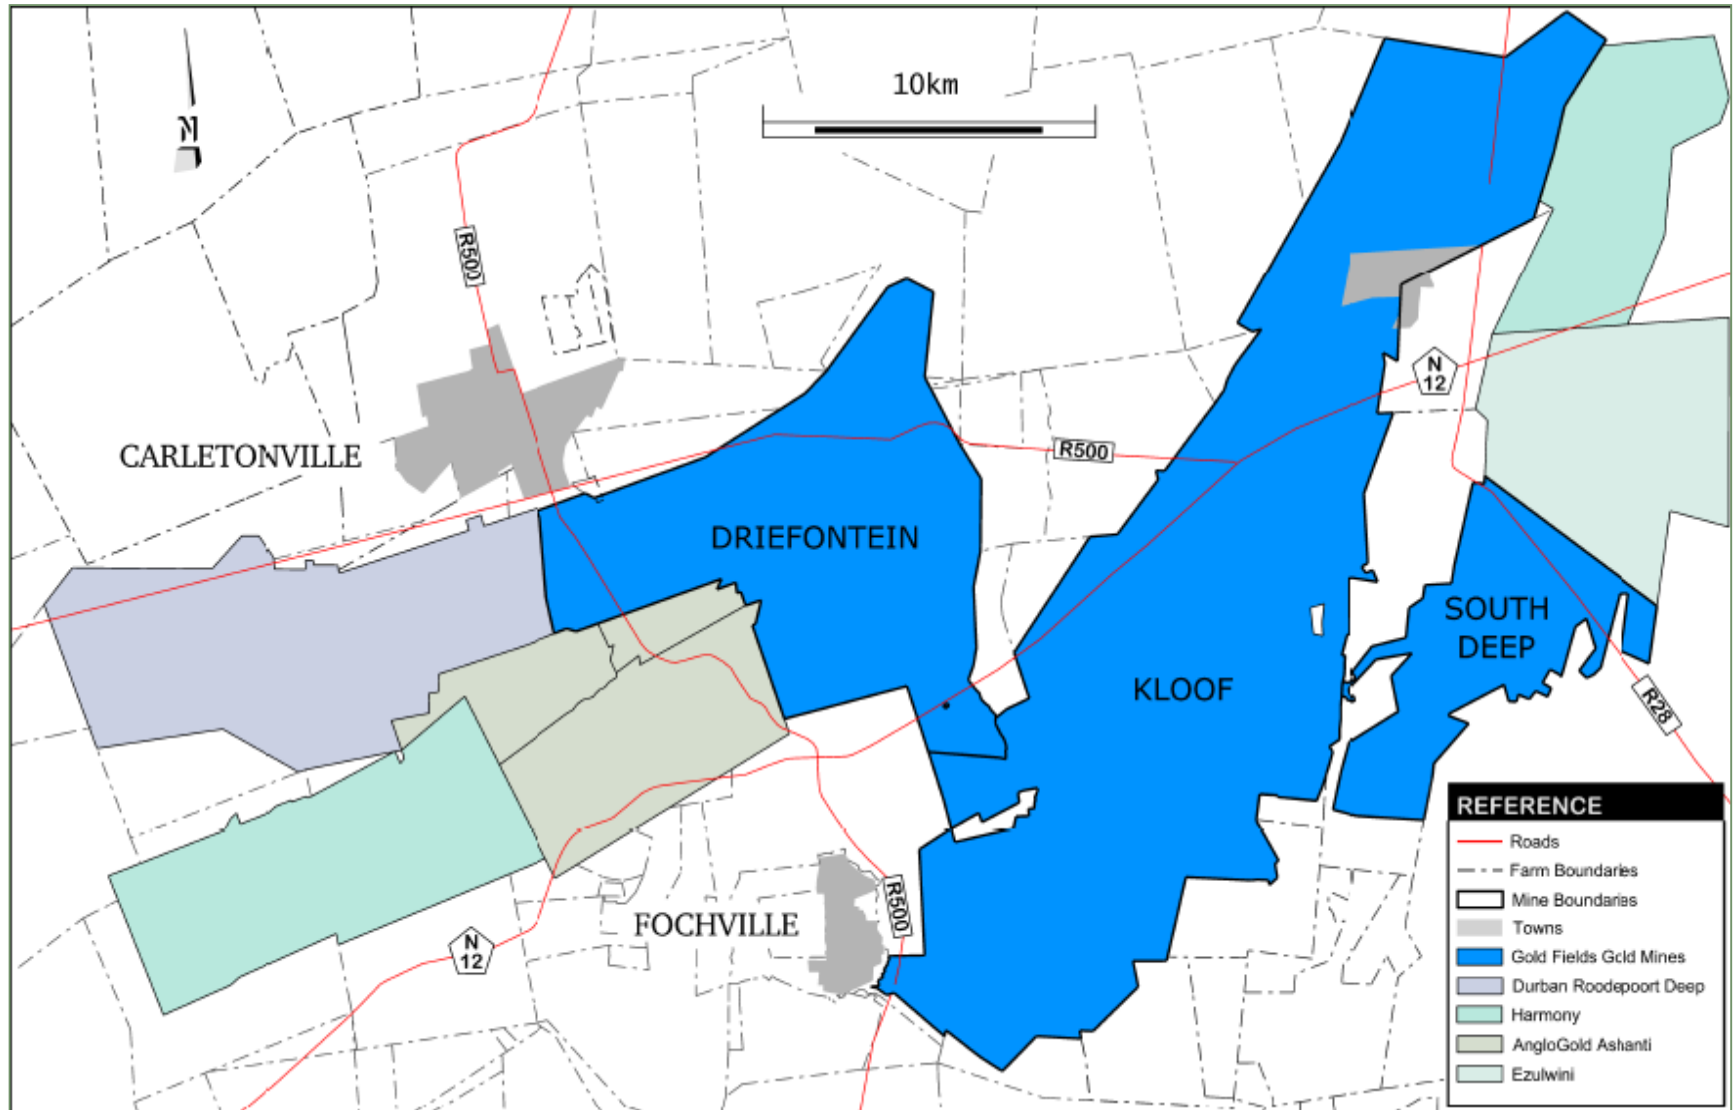 N
10km
R500
N
12
CARLETONVILLE
R500
DRIEFONTEIN
SOUTH
DEEP
KLOOF
R28
FOCHVILLE
R500
N
12
REFERENCE
Roads
Farm Boundaries
Mine Boundaries
Towns
Gold Fields Gcld Mines
Durban Roodepoort Deep
Harmony
AngloGold Ashanti
Ezulwini